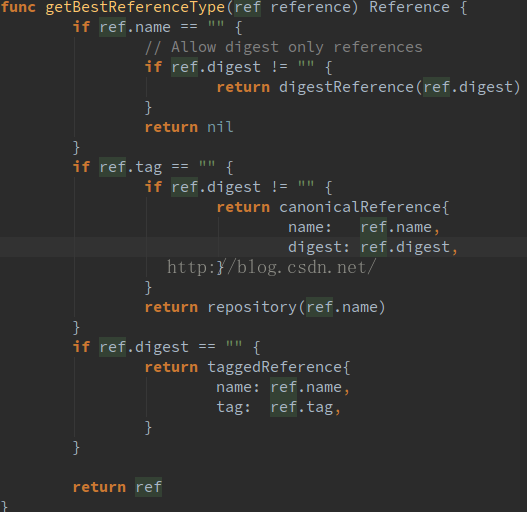 func getBestReferenceType(ref reference) Reference {
        if ref.name == "" {
                // Allow digest only references
                if ref.digest != "" {
                        return digestReference(ref.digest)
                }
                return nil
        }
        if ref.tag == "" {
                if ref.digest != "" {
                        return canonicalReference{
                                name:   ref.name,
                                digest: ref.digest,
                        }
http://blog.csdn.net/
                }
                return repository(ref.name)
        }
        if ref.digest == "" {
                return taggedReference{
                        name: ref.name,
                        tag:  ref.tag,
                }
        }

        return ref
}